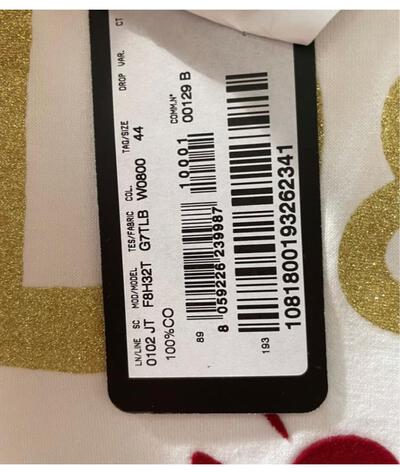 LN/LINE SC MOD/MODEL TES/FABRIC COL. TAG/SIZE DROP VAR. CT
0102 JT F8H32T G7TLB W0800 44
100%CO
COMM.N° 00129 B
10001
89
8 059226 239987
193
1081800193262341